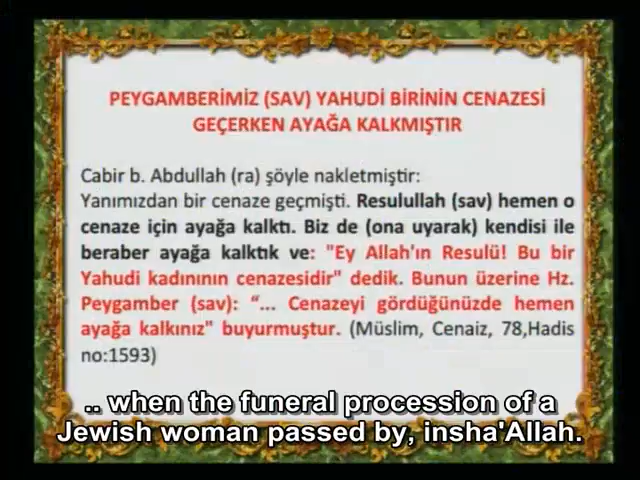 PEYGAMBERİMİZ (SAV) YAHUDİ BİRİNİN CENAZESİ
GEÇERKEN AYAĞA KALKMIŞTIR
Cabir b. Abdullah (ra) şöyle nakletmiştir:
Yanımızdan bir cenaze geçmişti. Resulullah (sav) hemen o
cenaze için ayağa kalktı. Biz de (ona uyarak) kendisi ile
beraber ayağa kalktık ve: "Ey Allah'ın Resulü! Bu bir
Yahudi kadınının cenazesidir" dedik. Bunun üzerine Hz.
Peygamber (sav): “... Cenazeyi gördüğünüzde hemen
ayağa kalkınız" buyurmuştur. (Müslim, Cenaiz, 78,Hadis
no:1593)
.. when the funeral procession of a
Jewish woman passed by, insha'Allah.